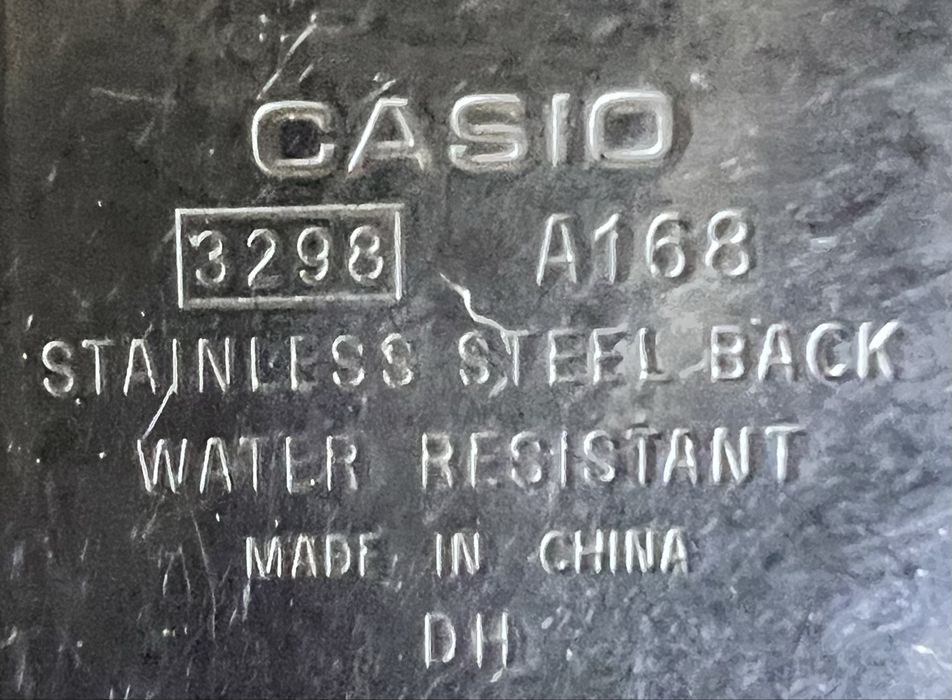 CASIO
3298 A168
STAINLESS STEEL BACK
WATER RESISTANT
MADE IN CHINA
DH